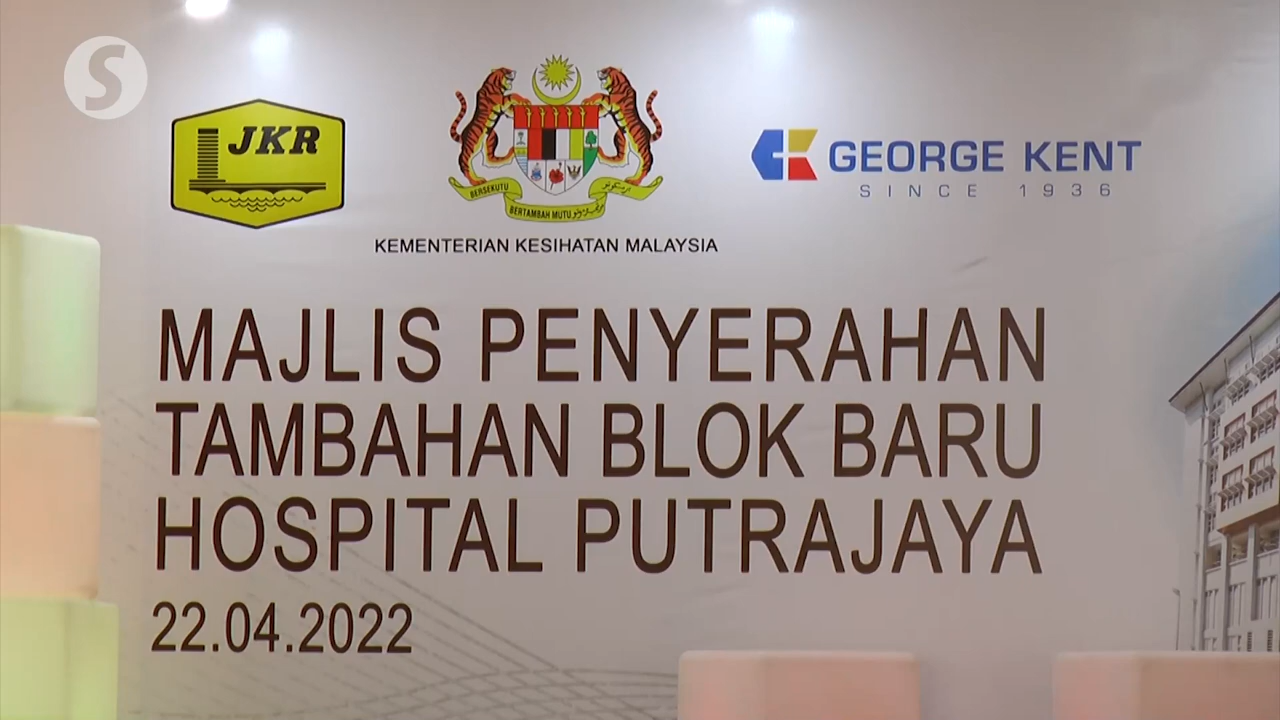 S
JKR
BERSEKUTU
BERTAMBAH MUTU
GEORGE KENT
SINCE 1936
KEMENTERIAN KESIHATAN MALAYSIA
MAJLIS PENYERAHAN
TAMBAHAN BLOK BARU
HOSPITAL PUTRAJAYA
22.04.2022